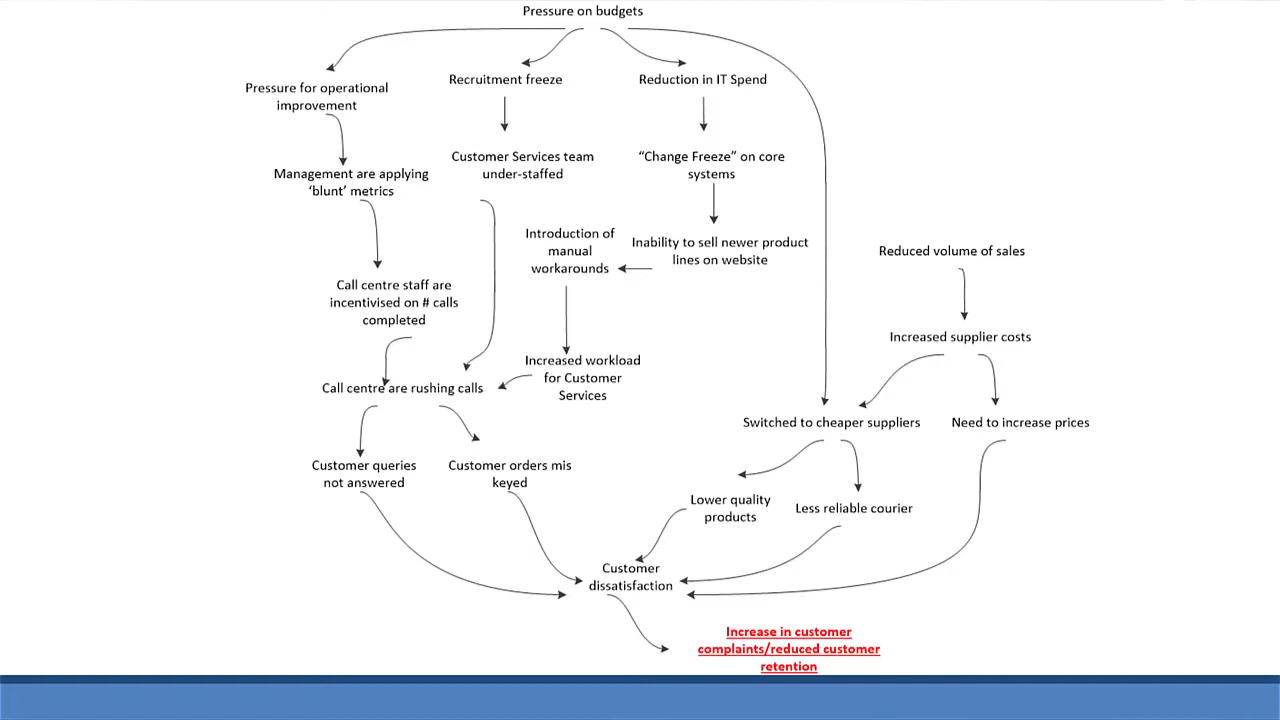 Pressure on budgets
Pressure for operational
improvement
Recruitment freeze
Reduction in IT Spend
Management are applying
‘blunt’ metrics
Customer Services team
under-staffed
“Change Freeze” on core
systems
Introduction of
manual
workarounds
Inability to sell newer product
lines on website
Reduced volume of sales
Call centre staff are
incentivised on # calls
completed
Increased supplier costs
Call centre are rushing calls
Increased workload
for Customer
Services
Switched to cheaper suppliers
Need to increase prices
Customer queries
not answered
Customer orders mis
keyed
Lower quality
products
Less reliable courier
Customer
dissatisfaction
Increase in customer
complaints/reduced customer
retention